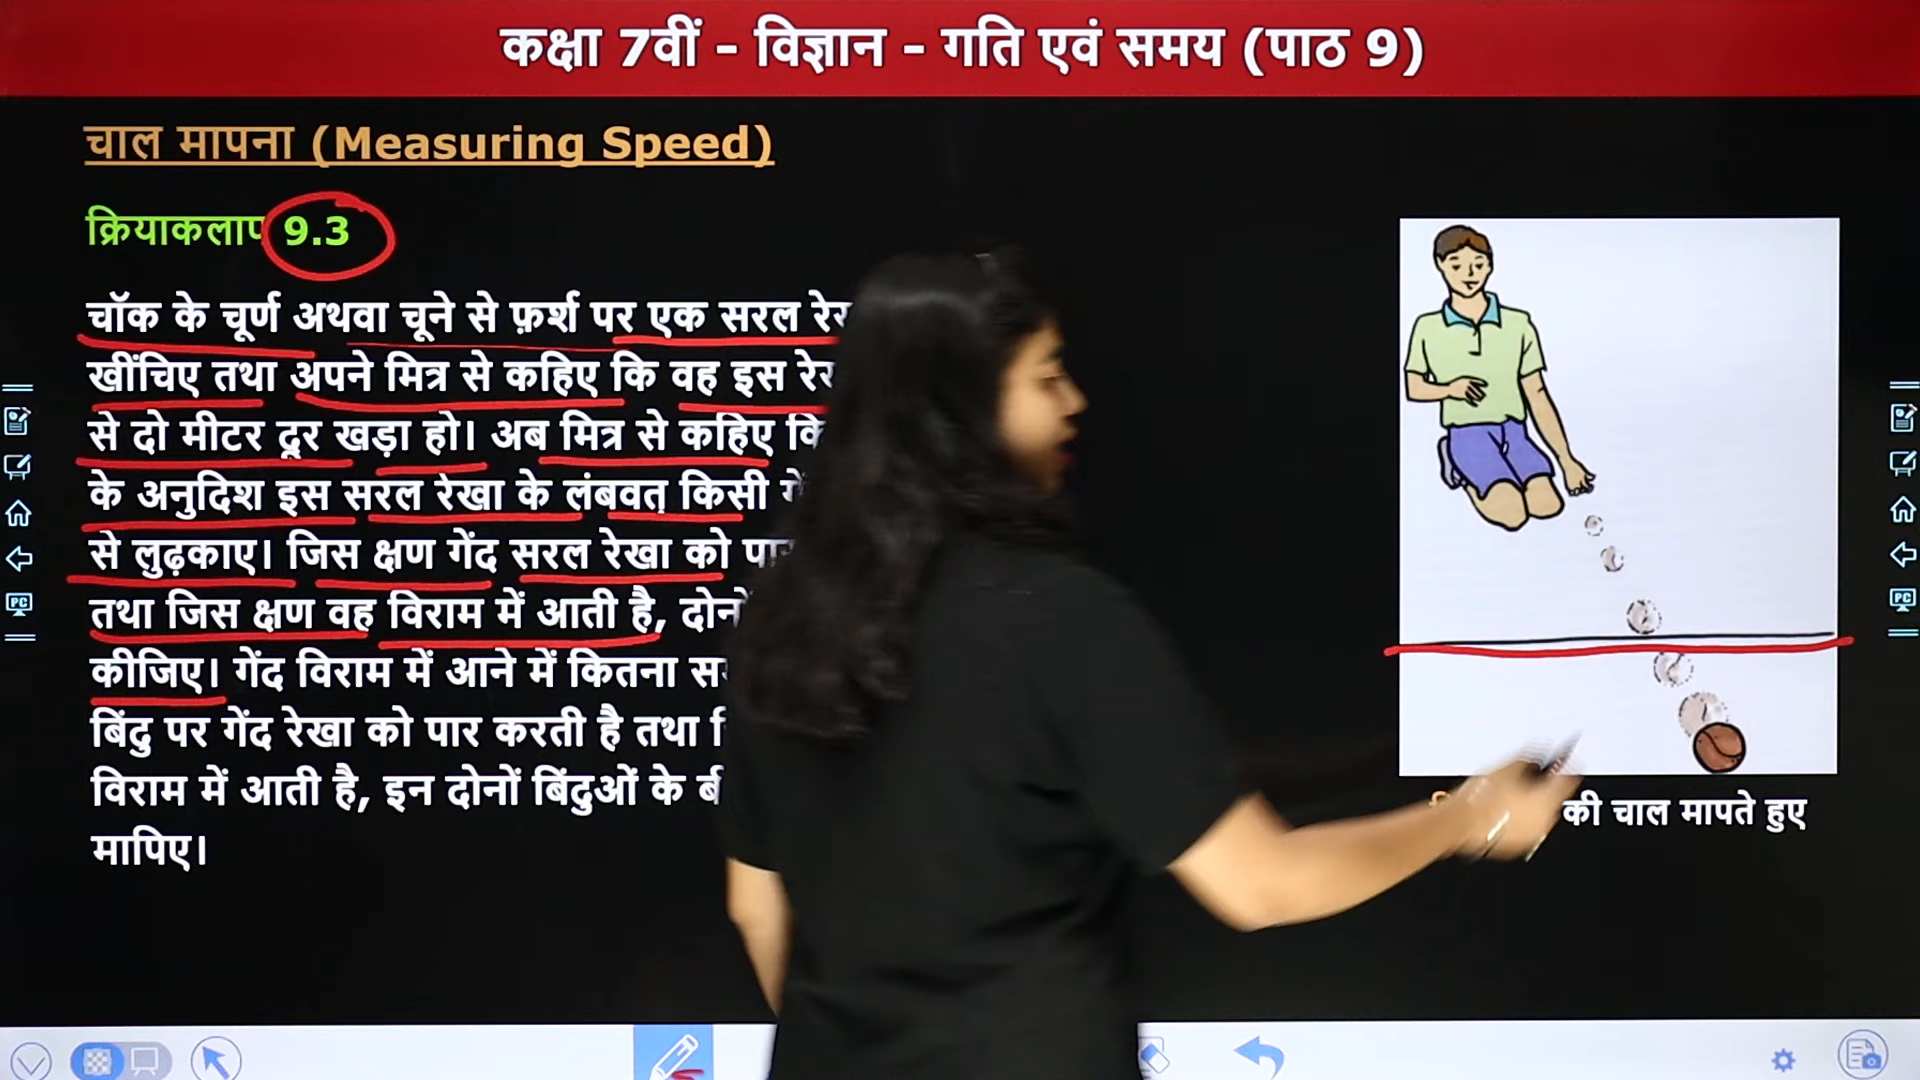 कक्षा 7वीं - विज्ञान - गति एवं समय (पाठ 9)
चाल मापना (Measuring Speed)
क्रियाकलाप 9.3
चॉक के चूर्ण अथवा चूने से फ़र्श पर एक सरल
खींचिए तथा अपने मित्र से कहिए कि वह इस
से दो मीटर दूर खड़ा हो। अब मित्र से कहिए
के अनुदिश इस सरल रेखा के लंबवत् किसी
से लुढ़काए। जिस क्षण गेंद सरल रेखा को
तथा जिस क्षण वह विराम में आती है,
कीजिए। गेंद विराम में आने में कितना
बिंदु पर गेंद रेखा को पार करती है तथा
विराम में आती है, इन दोनों बिंदुओं के
मापिए।
की चाल मापते हुए
PC
PC